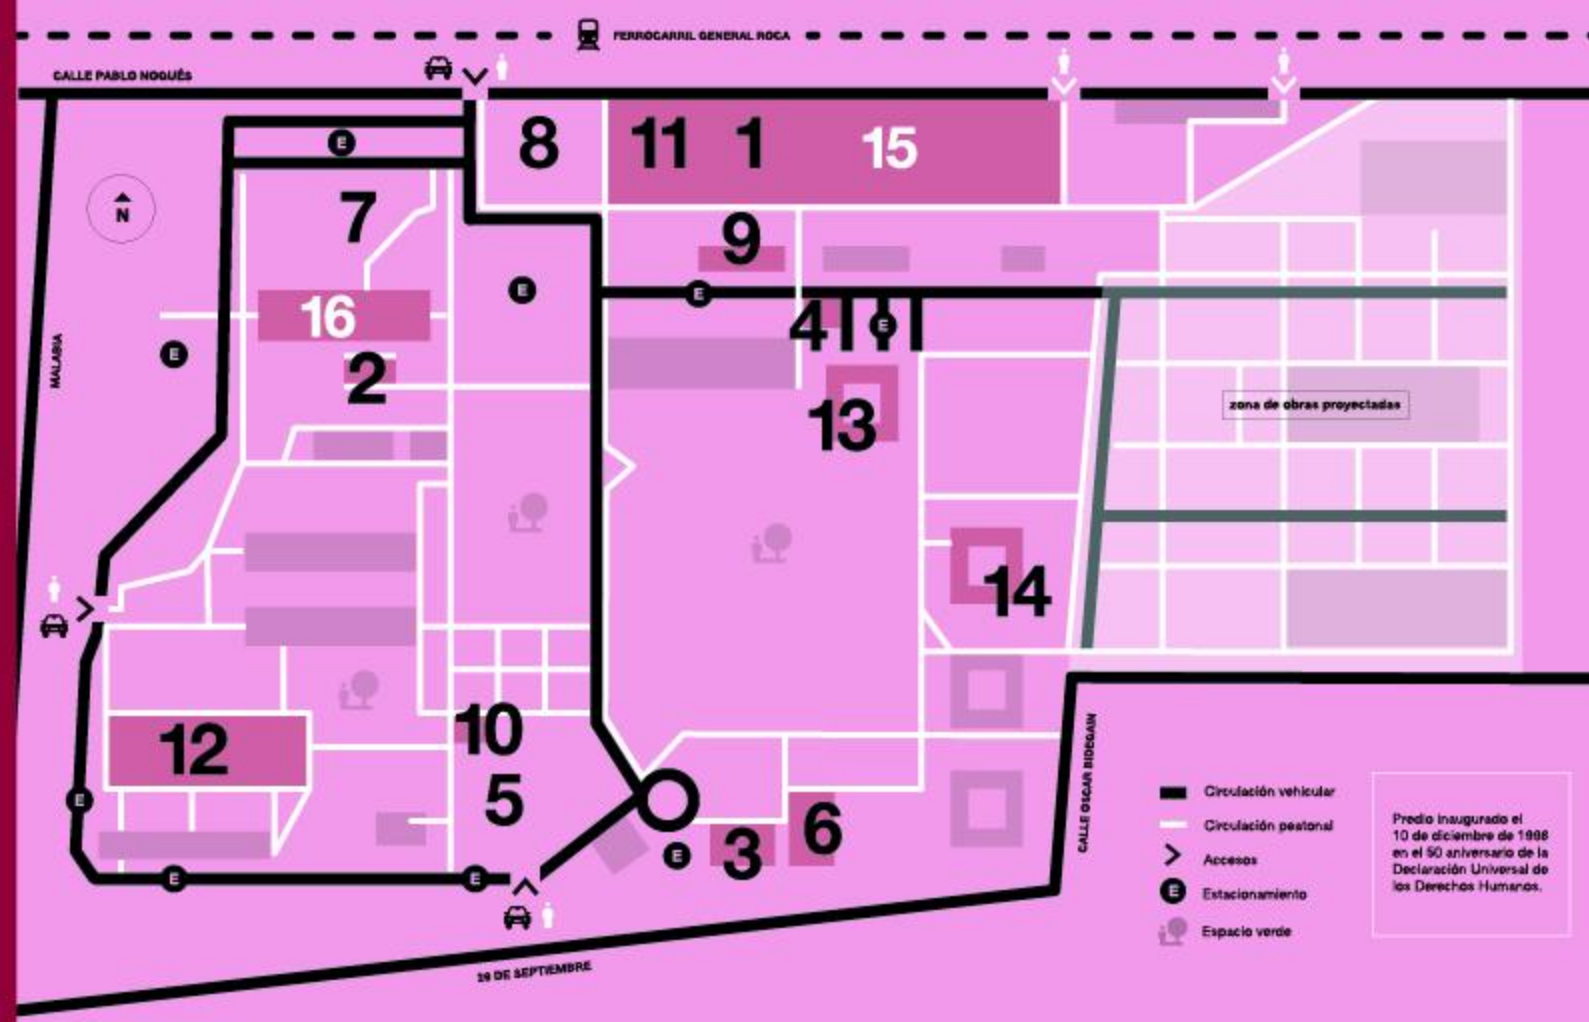 FERROCARRIL GENERAL ROCA
CALLE PABLO NOGUÉS
E
8
11
1
15
N
7
9
E
E
16
4
E
MALABIA
E
2
zona de obras proyectadas
13
14
10
12
CALLE OSCAR BIDEGAIN
E
5
6
3
E
E
E
29 DE SEPTIEMBRE
Circulación vehicular
Circulación peatonal
Accesos
E
Estacionamiento
Espacio verde
Predio inaugurado el
10 de diciembre de 1998
en el 50 aniversario de la
Declaración Universal de
los Derechos Humanos.